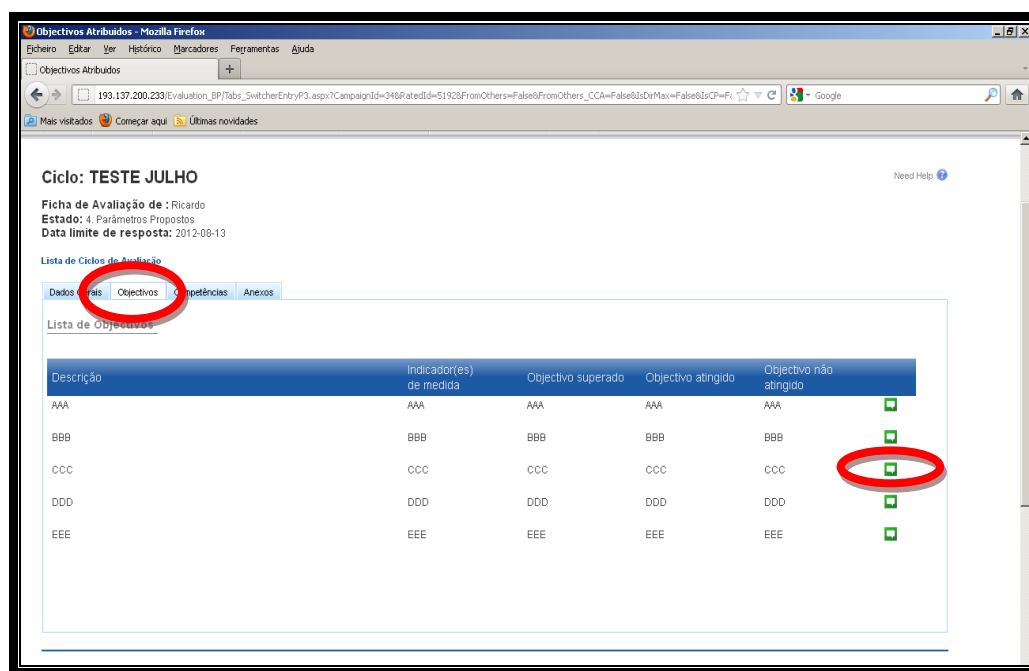 Objectivos Atribuidos - Mozilla Firefox
Ficheiro Editar Ver Histórico Marcadores Ferramentas Ajuda
Objectivos Atribuidos +
193.137.200.233/Evaluation_BP/Tabs_SwitcherEntryP3.aspx?CampaignId=34&RatedId=5192&FromOthers=False&FromOthers_CCA=False&IsDirMax=False&IsCP=Fa Google
Mais visitados Começar aqui Últimas novidades
Ciclo: TESTE JULHO Need Help ?
Ficha de Avaliação de : Ricardo
Estado: 4. Parâmetros Propostos
Data limite de resposta: 2012-08-13
Lista de Ciclos de Avaliação
Dados Gerais Objectivos Competências Anexos
Lista de Objectivos
Descrição Indicador(es) de medida Objectivo superado Objectivo atingido Objectivo não atingido
AAA AAA AAA AAA AAA
BBB BBB BBB BBB BBB
CCC CCC CCC CCC CCC
DDD DDD DDD DDD DDD
EEE EEE EEE EEE EEE